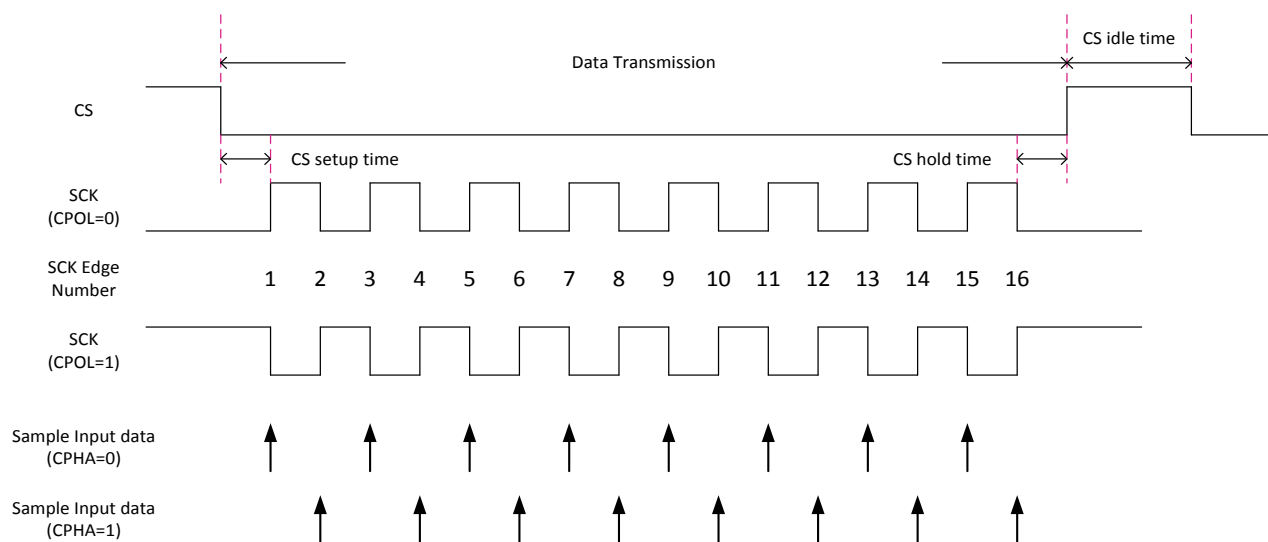 CS idle time
Data Transmission
CS
CS setup time
CS hold time
SCK
(CPOL=0)
SCK Edge
Number
1 2 3 4 5 6 7 8 9 10 11 12 13 14 15 16
SCK
(CPOL=1)
Sample Input data
(CPHA=0)
Sample Input data
(CPHA=1)